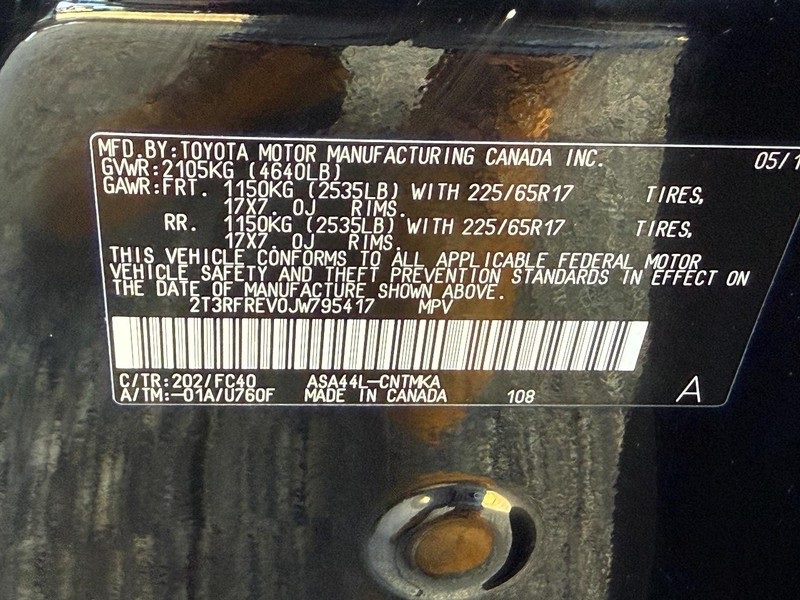 MFD.BY:TOYOTA MOTOR MANUFACTURING CANADA INC. 05/1
GVWR:2105KG (4640LB)
GAWR:FRT. 1150KG (2535LB) WITH 225/65R17 TIRES,
17X7. 0J RIMS.
RR. 1150KG (2535LB) WITH 225/65R17 TIRES,
17X7. 0J RIMS.
THIS VEHICLE CONFORMS TO ALL APPLICABLE FEDERAL MOTOR
VEHICLE SAFETY AND THEFT PREVENTION STANDARDS IN EFFECT ON
THE DATE OF MANUFACTURE SHOWN ABOVE.
2T3RFREV0JW795417 MPV
C/TR:202/FC40 ASA44L-CNTMKA
A/TM:-01A/U760F MADE IN CANADA 108 A